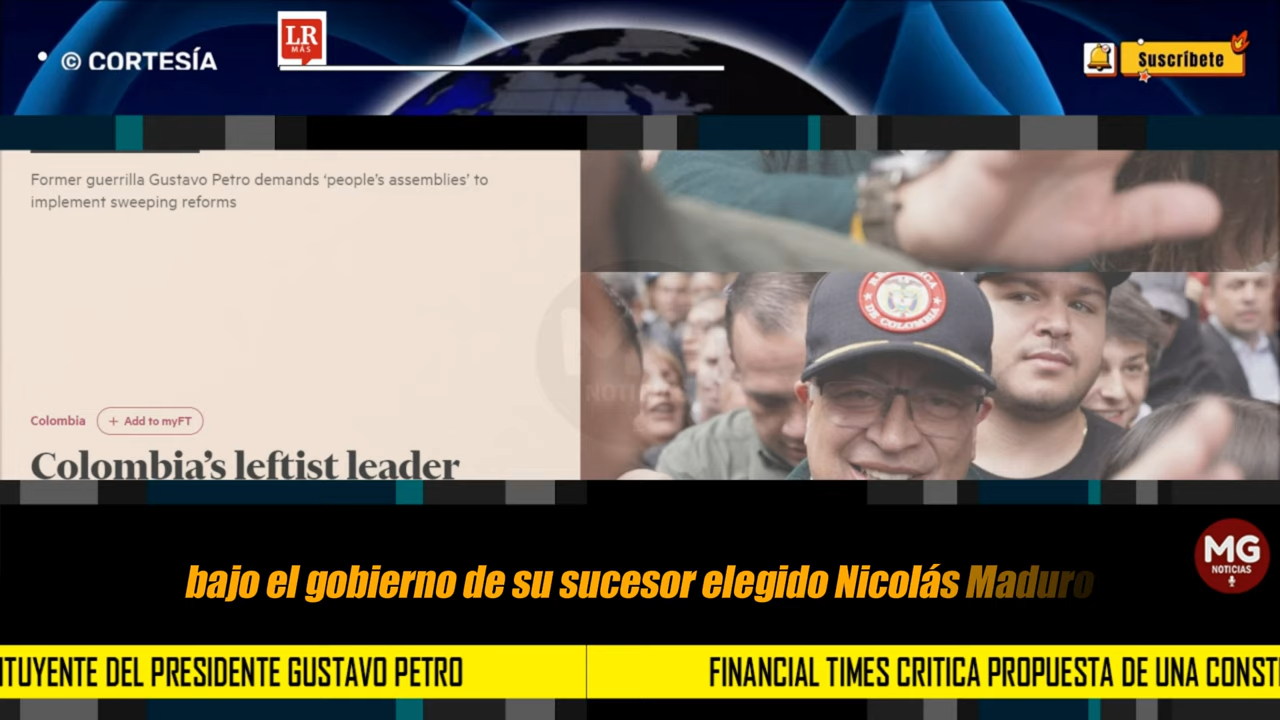 © CORTESÍA
LR
MÁS
Suscríbete
Former guerrilla Gustavo Petro demands ‘people’s assemblies’ to
implement sweeping reforms
DE COLOMBIA
Colombia
+ Add to myFT
Colombia’s leftist leader
bajo el gobierno de su sucesor elegido Nicolás Maduro
MG
NOTICIAS
ITUYENTE DEL PRESIDENTE GUSTAVO PETRO
FINANCIAL TIMES CRITICA PROPUESTA DE UNA CONSTI